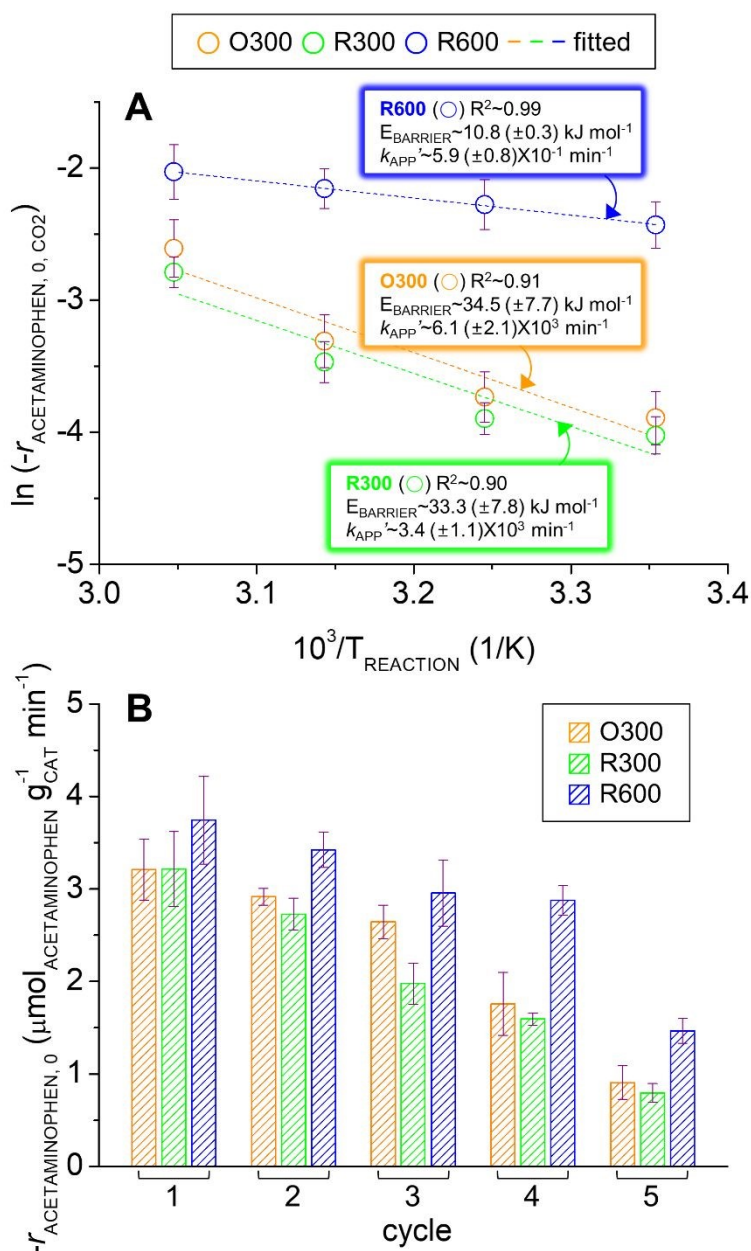 O300 R300 R600 fitted
A
R600 (○) R²~0.99
E_BARRIER~10.8 (±0.3) kJ mol⁻¹
k_APP'~5.9 (±0.8)X10⁻¹ min⁻¹
O300 (○) R²~0.91
E_BARRIER~34.5 (±7.7) kJ mol⁻¹
k_APP'~6.1 (±2.1)X10³ min⁻¹
R300 (○) R²~0.90
E_BARRIER~33.3 (±7.8) kJ mol⁻¹
k_APP'~3.4 (±1.1)X10³ min⁻¹
ln (-r_ACETAMINOPHEN, 0, CO2)
-2
-3
-4
-5
3.0 3.1 3.2 3.3 3.4
10³/T_REACTION (1/K)
B
O300
R300
R600
-r_ACETAMINOPHEN, 0 (μmol_ACETAMINOPHEN g⁻¹_CAT min⁻¹)
5
4
3
2
1
0
1 2 3 4 5
cycle